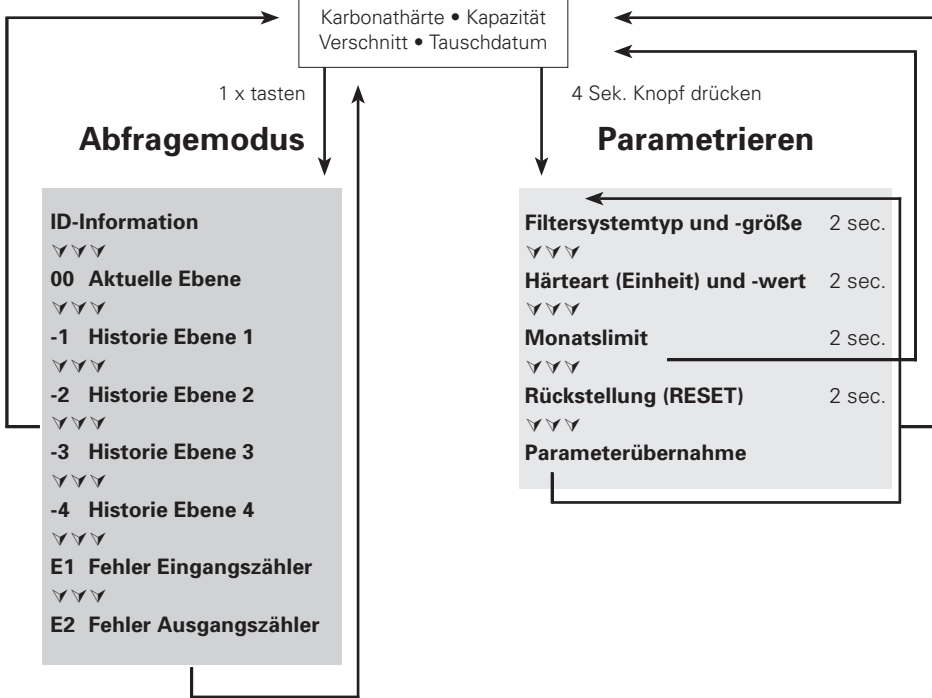 Karbonathärte • Kapazität
Verschnitt • Tauschdatum
1 x tasten
4 Sek. Knopf drücken
Abfragemodus
Parametrieren
ID-Information
00 Aktuelle Ebene
-1 Historie Ebene 1
-2 Historie Ebene 2
-3 Historie Ebene 3
-4 Historie Ebene 4
E1 Fehler Eingangszähler
E2 Fehler Ausgangszähler
Filtersystemtyp und -größe 2 sec.
Härteart (Einheit) und -wert 2 sec.
Monatslimit 2 sec.
Rückstellung (RESET) 2 sec.
Parameterübernahme